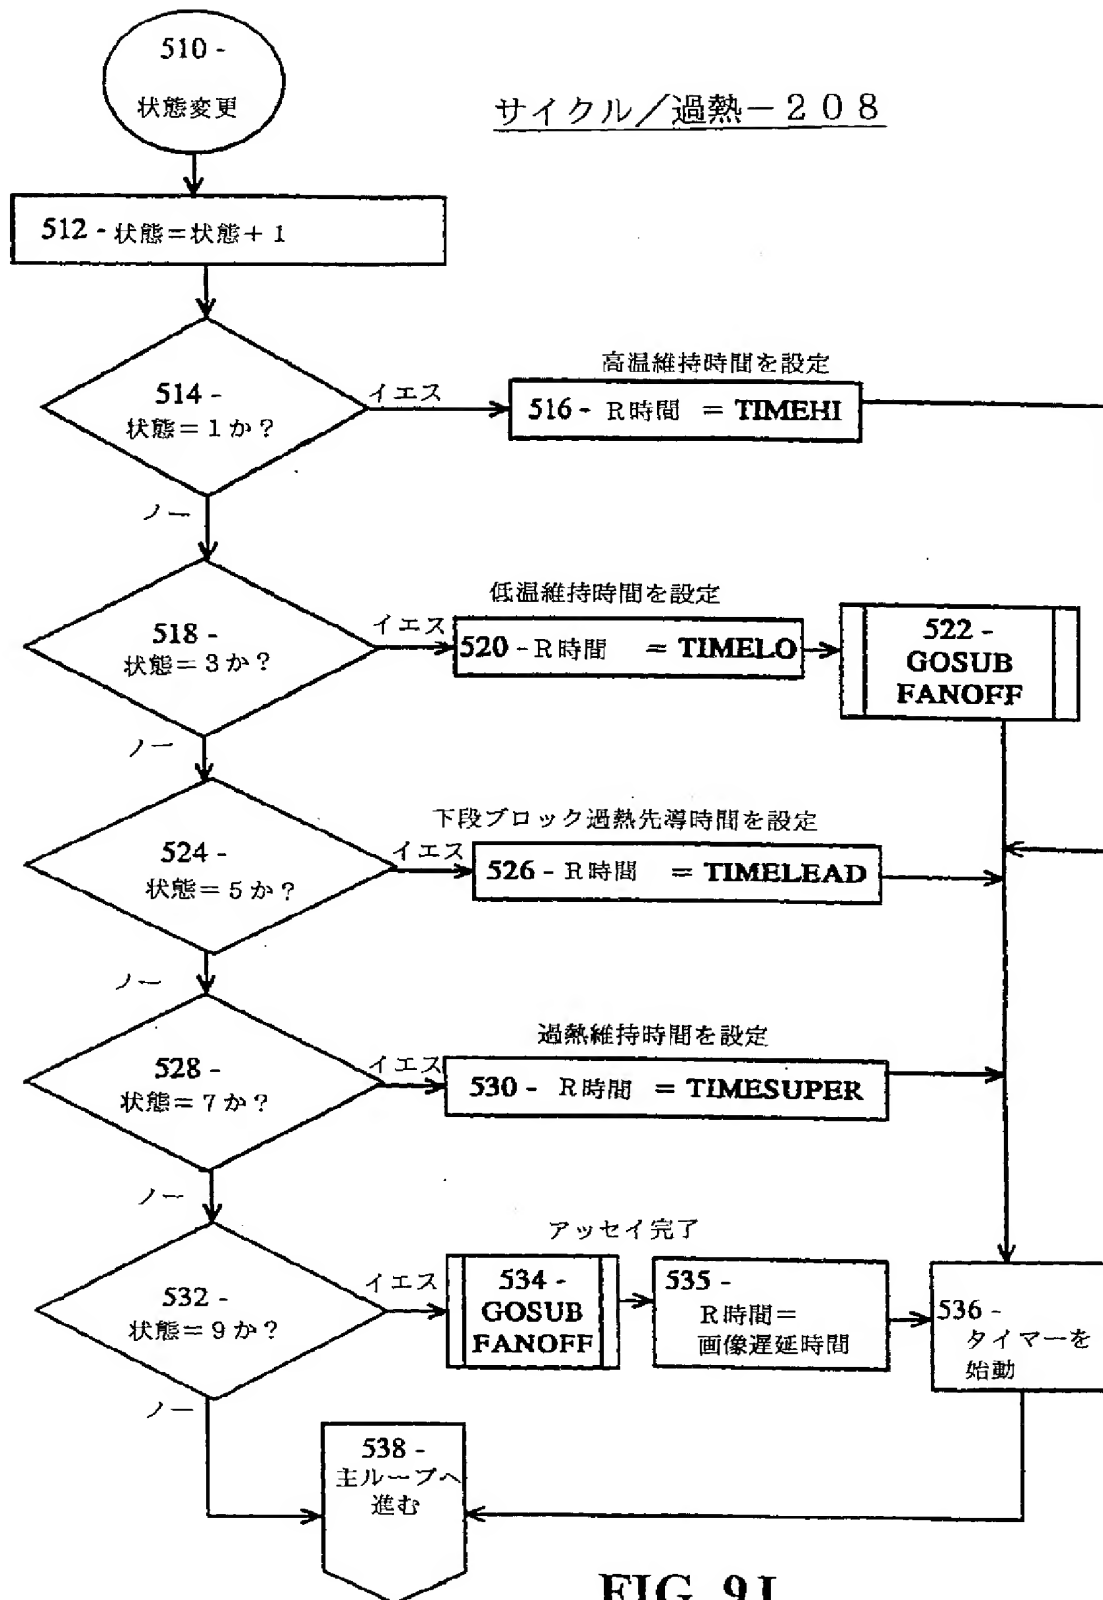 510 -
状態変更
サイクル／過熱－２０８
512 - 状態＝状態＋１
514 -
状態＝１か？
イエス
高温維持時間を設定
516 - Ｒ時間 = TIMEHI
ノー
518 -
状態＝３か？
イエス
低温維持時間を設定
520 - Ｒ時間 = TIMELO
522 -
GOSUB
FANOFF
ノー
524 -
状態＝５か？
イエス
下段ブロック過熱先導時間を設定
526 - Ｒ時間 = TIMELEAD
ノー
528 -
状態＝７か？
イエス
過熱維持時間を設定
530 - Ｒ時間 = TIMESUPER
ノー
532 -
状態＝９か？
イエス
アッセイ完了
534 -
GOSUB
FANOFF
535 -
Ｒ時間＝
画像遅延時間
536 -
タイマーを
始動
ノー
538 -
主ループへ
進む